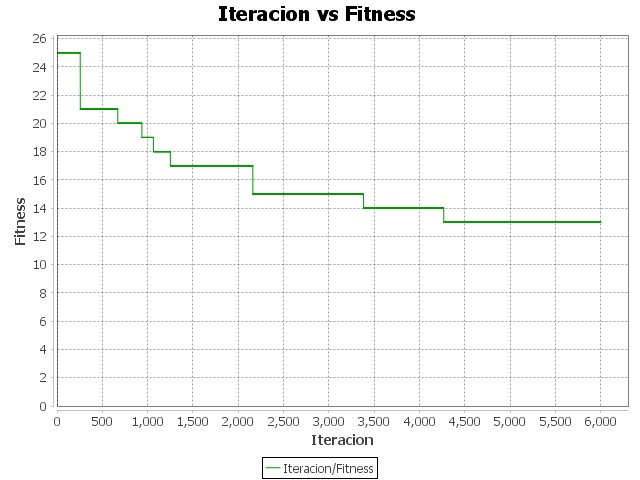 Iteracion vs Fitness
26
24
22
20
18
16
14
12
10
8
6
4
2
0
Fitness
0 500 1,000 1,500 2,000 2,500 3,000 3,500 4,000 4,500 5,000 5,500 6,000
Iteracion
Iteracion/Fitness